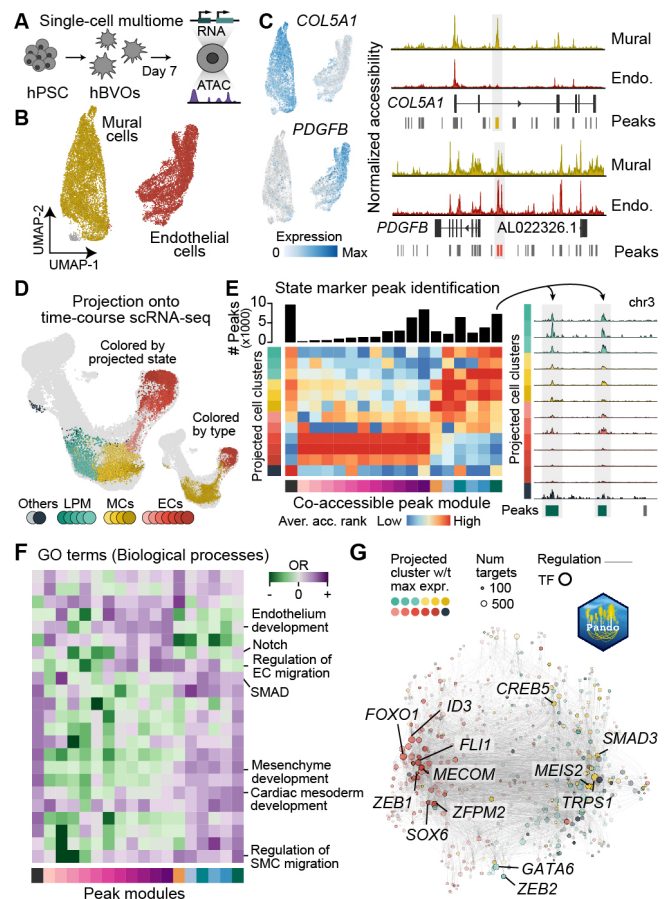 A
Single-cell multiome
RNA
Day 7
hPSC
hBVOs
ATAC
B
Mural
cells
UMAP-2
UMAP-1
Endothelial
cells
C
COL5A1
PDGFB
Expression
0
Max
Normalized accessibility
Mural
Endo.
COL5A1
Peaks
Mural
Endo.
PDGFB
AL022326.1
Peaks
D
Projection onto
time-course scRNA-seq
Colored by
projected state
Colored
by type
Others
LPM
MCs
ECs
E
State marker peak identification
# Peaks
(x1000)
10
5
0
Projected cell clusters
Co-accessible peak module
Aver. acc. rank
Low
High
chr3
Projected cell clusters
Peaks
F
GO terms (Biological processes)
OR
-
+
Endothelium
development
Notch
Regulation of
EC migration
SMAD
Mesenchyme
development
Cardiac mesoderm
development
Regulation of
SMC migration
Peak modules
G
Projected
cluster w/t
max expr.
Num
targets
100
500
Regulation
TF
Pando
CREB5
ID3
FOXO1
FLI1
SMAD3
MECOM
MEIS2
ZEB1
ZFPM2
TRPS1
SOX6
GATA6
ZEB2